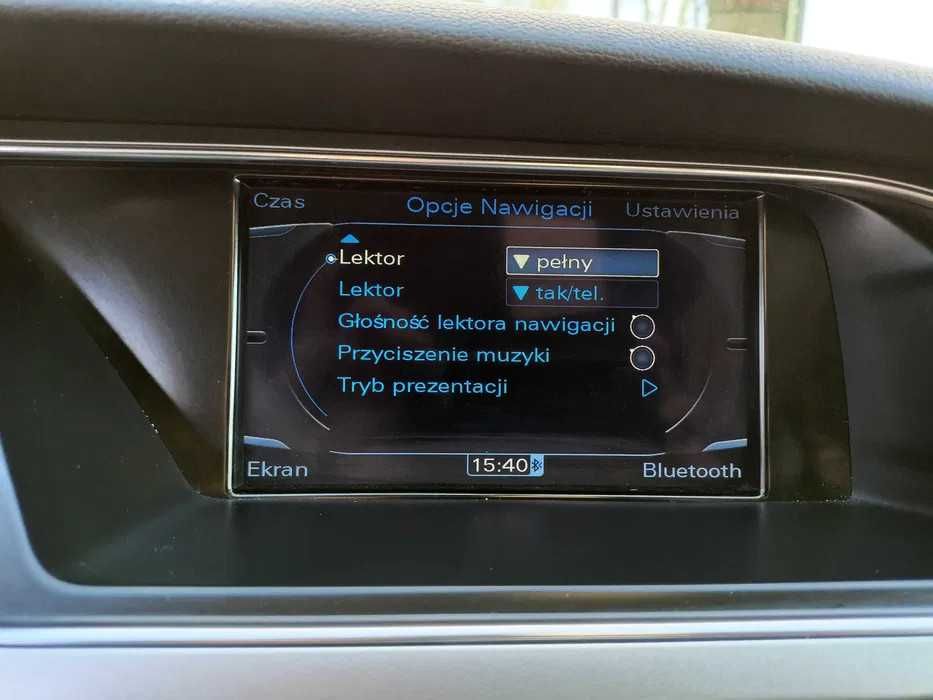 Czas Opcje Nawigacji Ustawienia
Lektor pełny
Lektor tak/tel.
Głośność lektora nawigacji
Przyciszenie muzyki
Tryb prezentacji
Ekran 15:40 Bluetooth